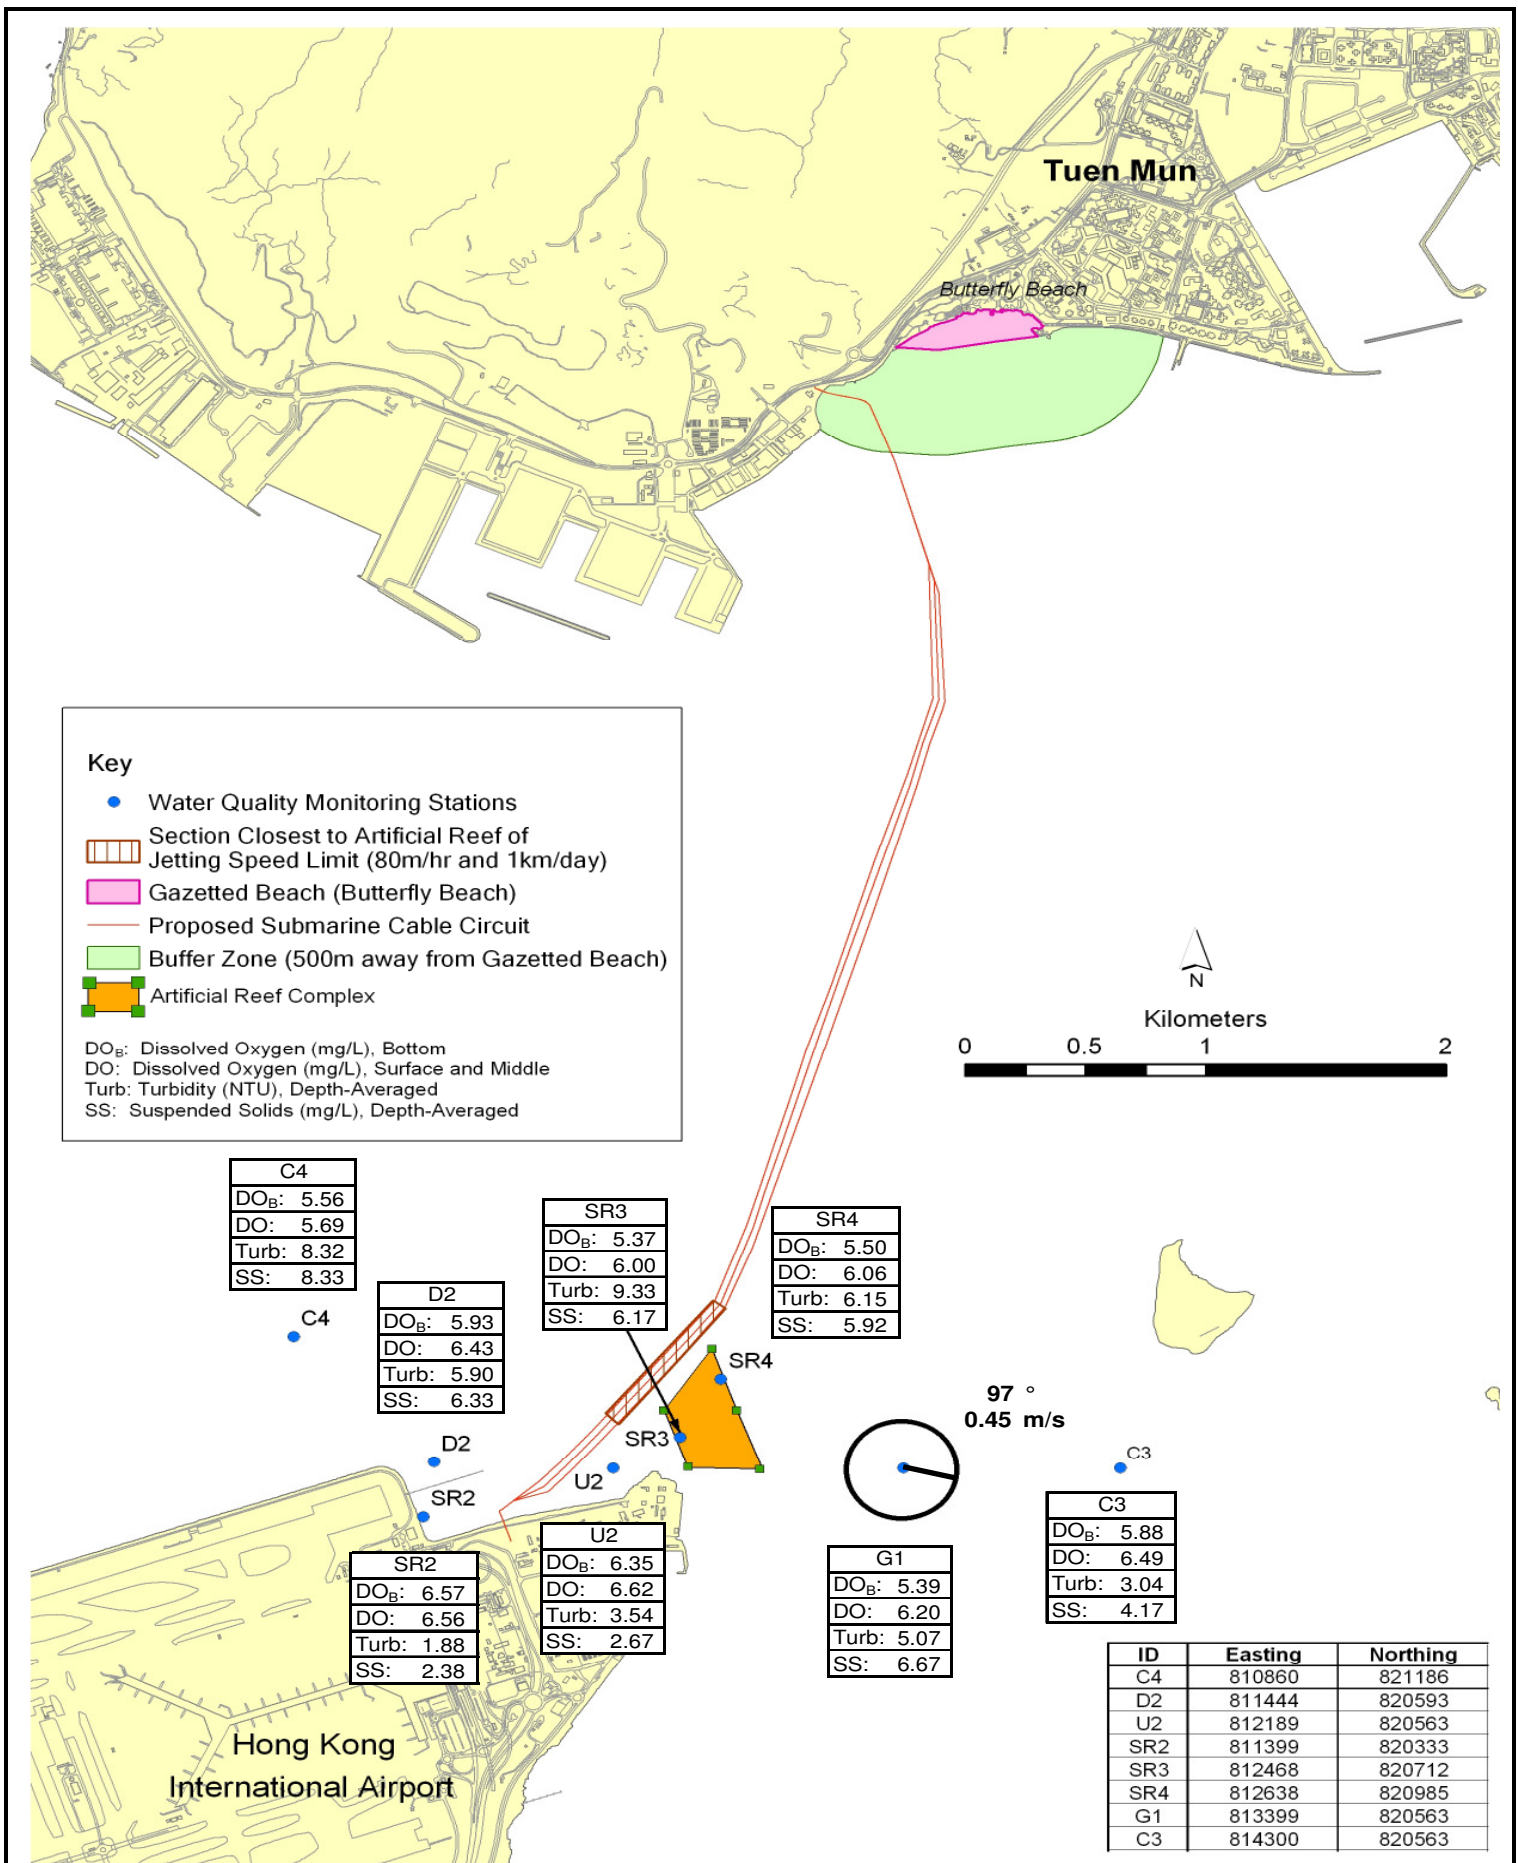 Tuen Mun
Butterfly Beach
Key
Water Quality Monitoring Stations
Section Closest to Artificial Reef of
Jetting Speed Limit (80m/hr and 1km/day)
Gazetted Beach (Butterfly Beach)
Proposed Submarine Cable Circuit
Buffer Zone (500m away from Gazetted Beach)
Artificial Reef Complex
DOB: Dissolved Oxygen (mg/L), Bottom
DO: Dissolved Oxygen (mg/L), Surface and Middle
Turb: Turbidity (NTU), Depth-Averaged
SS: Suspended Solids (mg/L), Depth-Averaged
N
Kilometers
0 0.5 1 2
C4
DOB: 5.56
DO: 5.69
Turb: 8.32
SS: 8.33
C4
D2
DOB: 5.93
DO: 6.43
Turb: 5.90
SS: 6.33
D2
SR3
DOB: 5.37
DO: 6.00
Turb: 9.33
SS: 6.17
SR3
SR4
DOB: 5.50
DO: 6.06
Turb: 6.15
SS: 5.92
SR4
97 °
0.45 m/s
C3
U2
SR2
SR2
DOB: 6.57
DO: 6.56
Turb: 1.88
SS: 2.38
U2
DOB: 6.35
DO: 6.62
Turb: 3.54
SS: 2.67
G1
DOB: 5.39
DO: 6.20
Turb: 5.07
SS: 6.67
C3
DOB: 5.88
DO: 6.49
Turb: 3.04
SS: 4.17
Hong Kong
International Airport
ID Easting Northing
C4 810860 821186
D2 811444 820593
U2 812189 820563
SR2 811399 820333
SR3 812468 820712
SR4 812638 820985
G1 813399 820563
C3 814300 820563